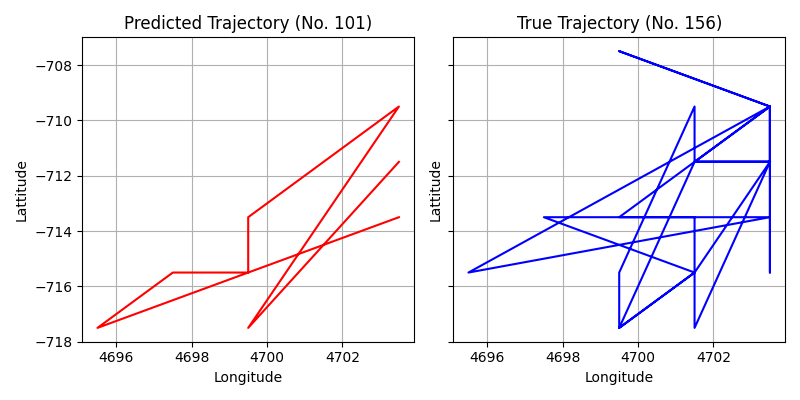 Predicted Trajectory (No. 101)
True Trajectory (No. 156)
Lattitude
−708
−710
−712
−714
−716
−718
4696 4698 4700 4702
Longitude
Lattitude
4696 4698 4700 4702
Longitude